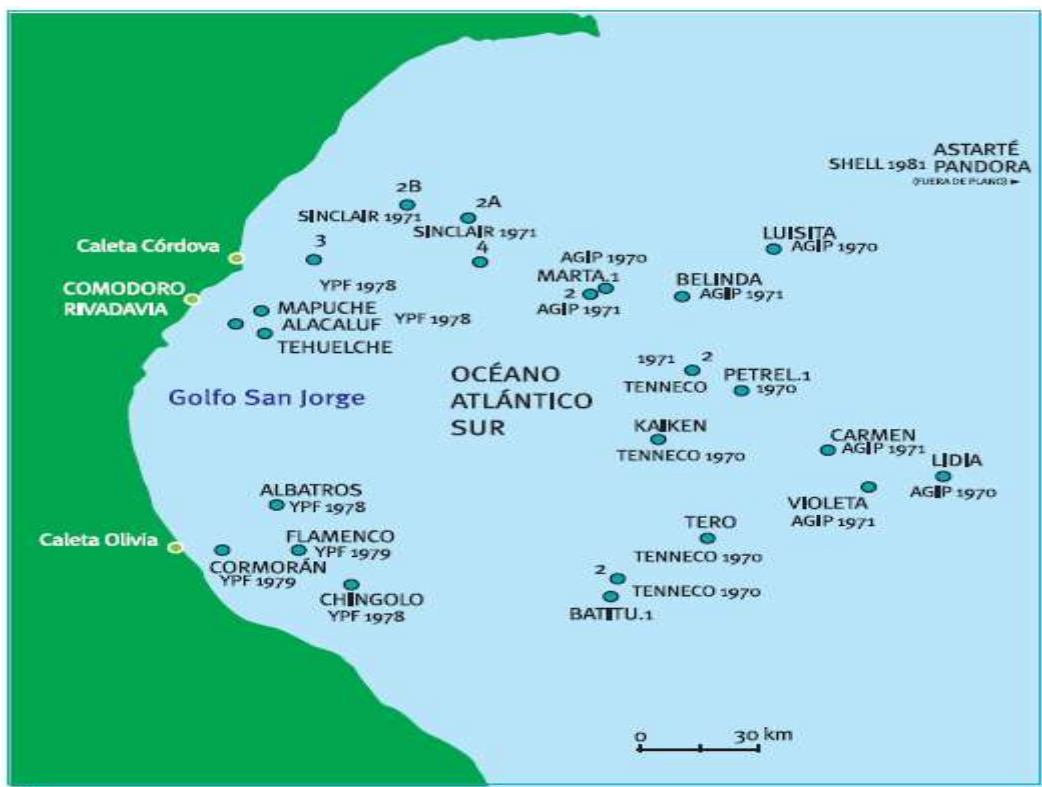 ASTARTÉ
SHELL 1981 PANDORA
(FUERA DE PLANO)
2B
SINCLAIR 1971
2A
SINCLAIR 1971
Caleta Córdova
3
4
LUISITA
AGIP 1970
AGIP 1970
MARTA.1
2
AGIP 1971
BELINDA
AGIP 1971
COMODORO
RIVADAVIA
YPF 1978
MAPUCHE
ALACALUF YPF 1978
TEHUELCHE
Golfo San Jorge
OCÉANO
ATLÁNTICO
SUR
1971 2
TENNECO
PETREL.1
1970
KAIKEN
TENNECO 1970
CARMEN
AGIP 1971
LIDIA
AGIP 1970
VIOLETA
AGIP 1971
ALBATROS
YPF 1978
Caleta Olivia
FLAMENCO
YPF 1979
CORMORÁN
YPF 1979
CHINGOLO
YPF 1978
TERO
TENNECO 1970
2
TENNECO 1970
BATITU.1
0 30 km